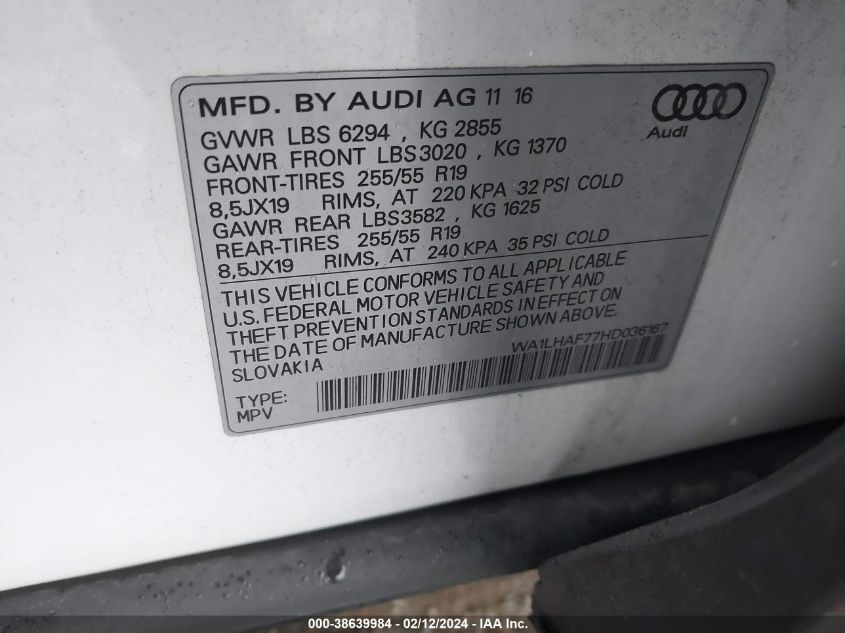 MFD. BY AUDI AG 11 16
Audi
GVWR LBS 6294 , KG 2855
GAWR FRONT LBS3020 , KG 1370
FRONT-TIRES 255/55 R19
8,5JX19 RIMS, AT 220 KPA 32 PSI COLD
GAWR REAR LBS3582 , KG 1625
REAR-TIRES 255/55 R19
8,5JX19 RIMS, AT 240 KPA 35 PSI COLD
THIS VEHICLE CONFORMS TO ALL APPLICABLE
U.S. FEDERAL MOTOR VEHICLE SAFETY AND
THEFT PREVENTION STANDARDS IN EFFECT ON
THE DATE OF MANUFACTURE SHOWN ABOVE.
SLOVAKIA
WA1LHAF77HD036167
TYPE:
MPV
000-38639984 - 02/12/2024 - IAA Inc.